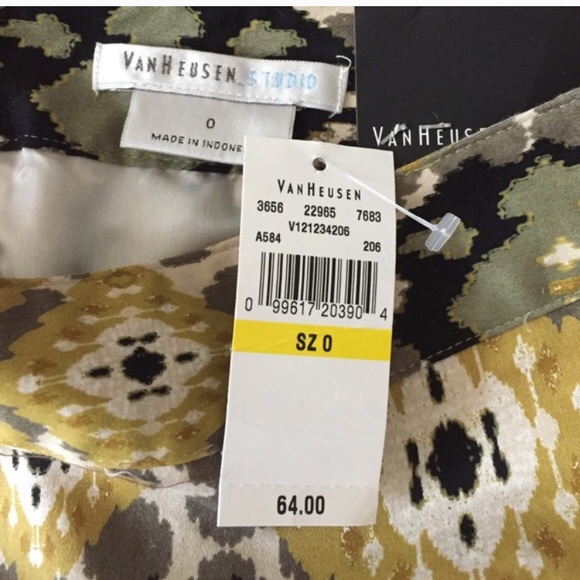 VANHEUSEN STUDIO
0
MADE IN INDONE
VANHEUSE
VANHEUSEN
3656 22965 7683
V121234206
A584 206
0 99617 20390 4
SZ 0
64.00